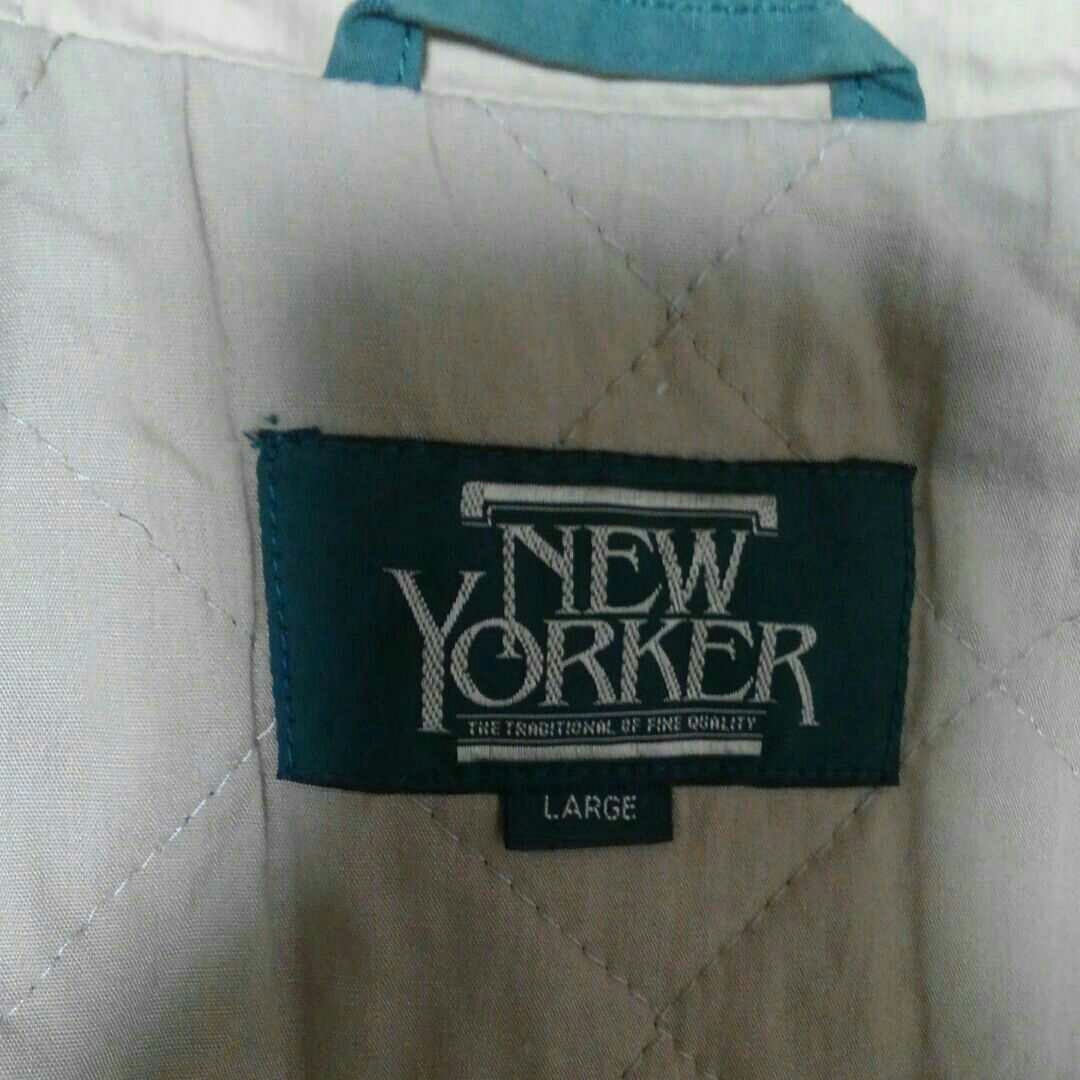 NEW
YORKER
THE TRADITIONAL OF FINE QUALITY
LARGE